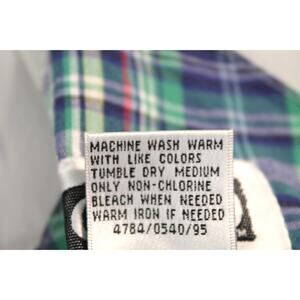 MACHINE WASH WARM
WITH LIKE COLORS
TUMBLE DRY MEDIUM
ONLY NON-CHLORINE
BLEACH WHEN NEEDED
WARM IRON IF NEEDED
4784/0540/95